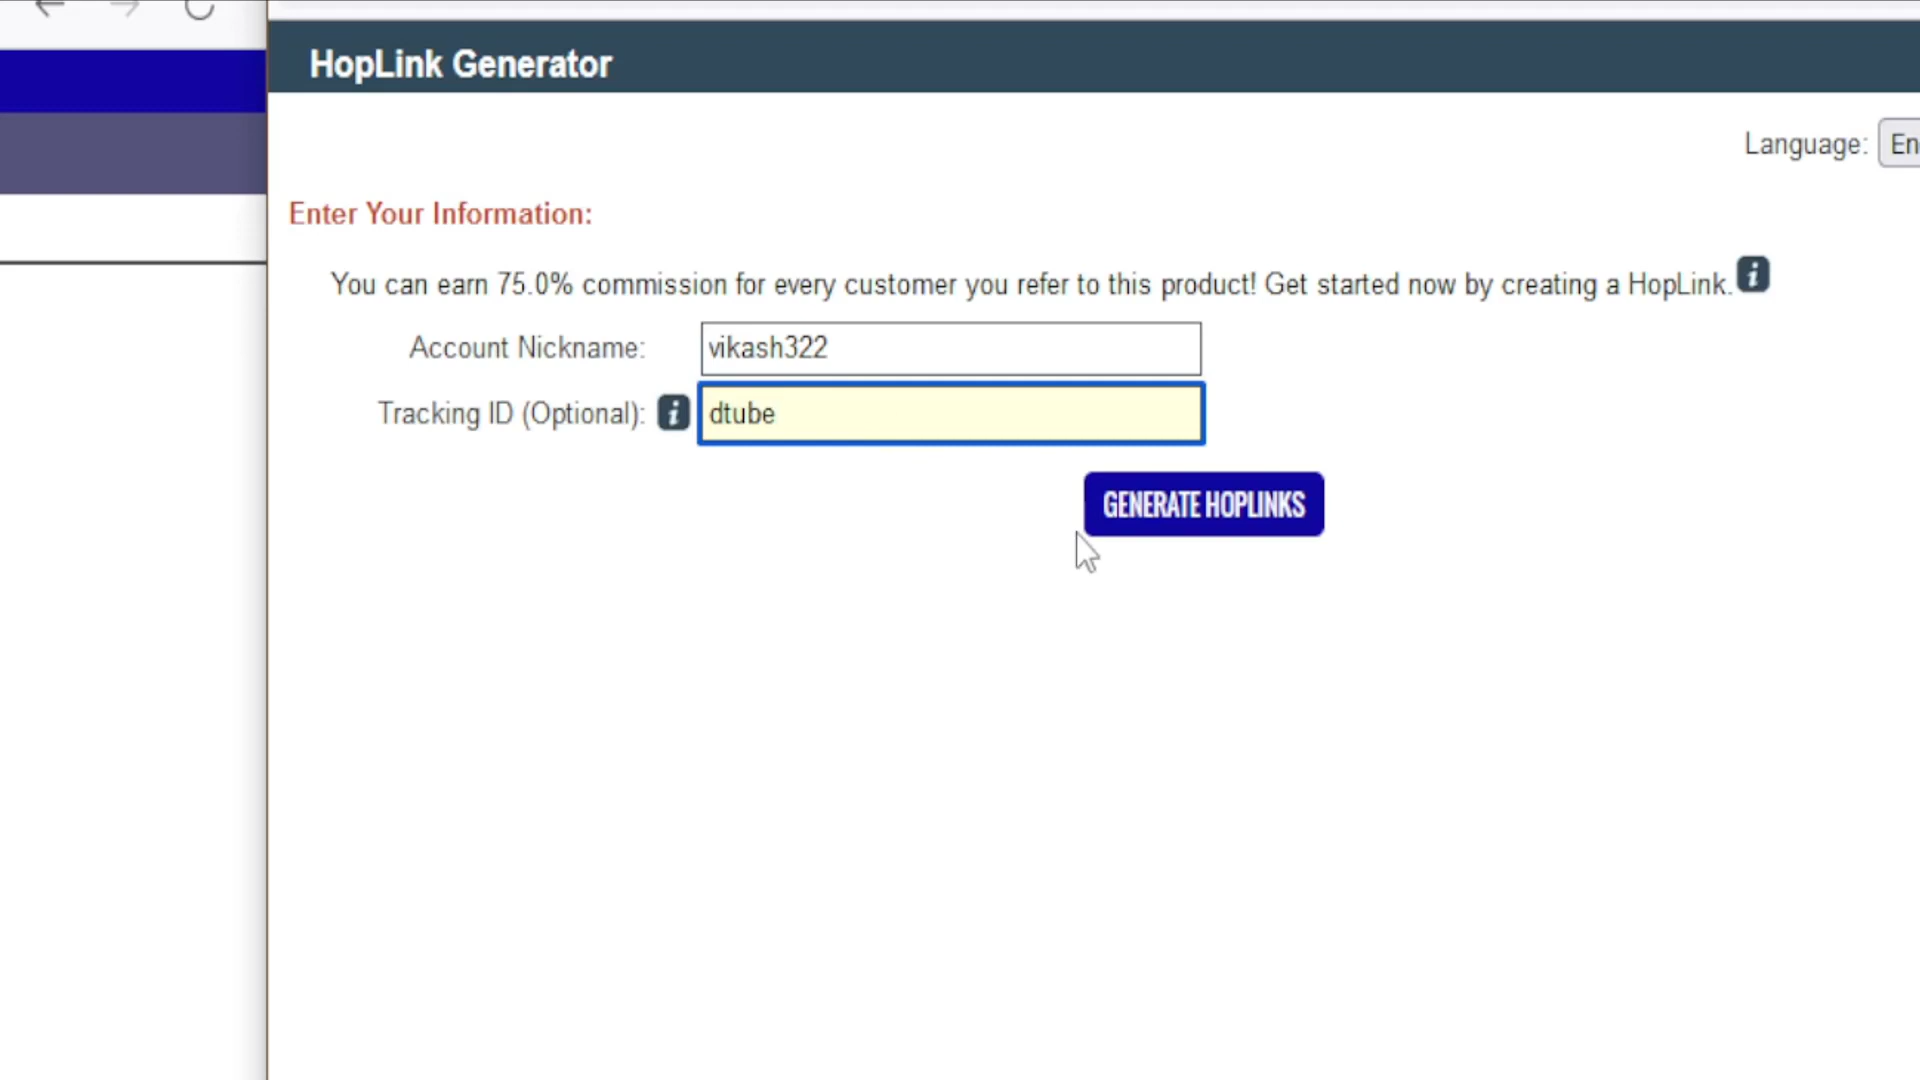 HopLink Generator
Language: En
Enter Your Information:
You can earn 75.0% commission for every customer you refer to this product! Get started now by creating a HopLink. i
Account Nickname: vikash322
Tracking ID (Optional): i dtube
GENERATE HOPLINKS